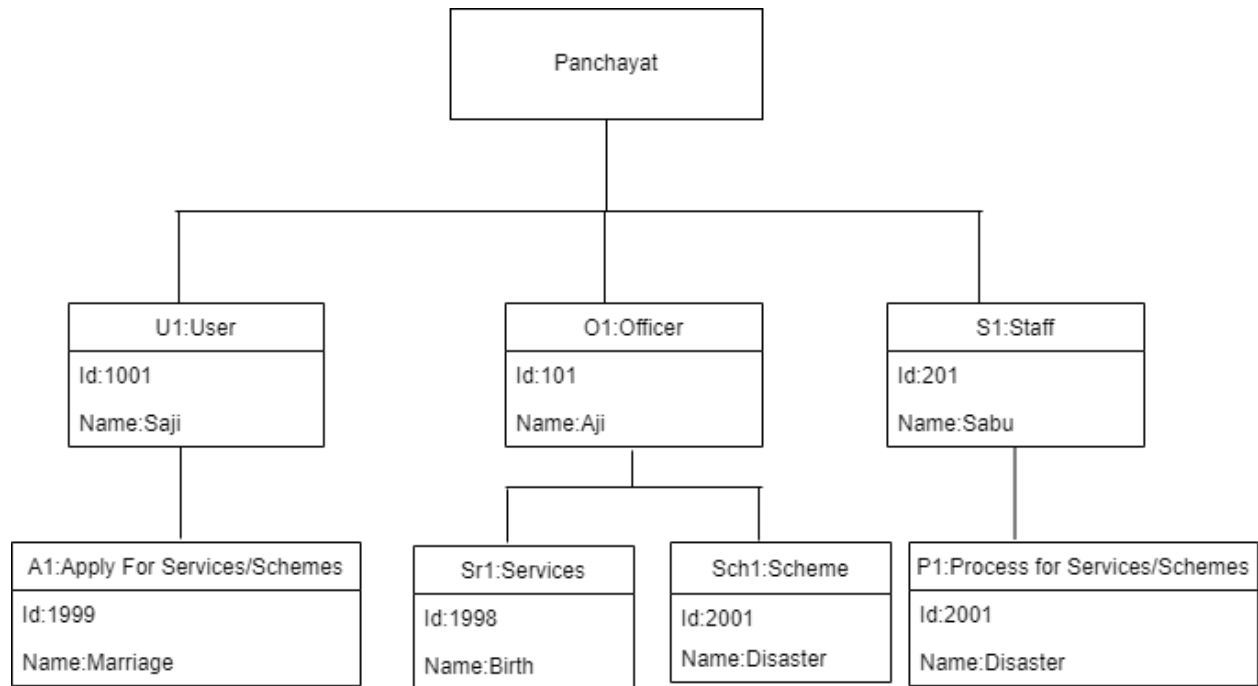 Panchayat
U1:User
Id:1001
Name:Saji
O1:Officer
Id:101
Name:Aji
S1:Staff
Id:201
Name:Sabu
A1:Apply For Services/Schemes
Id:1999
Name:Marriage
Sr1:Services
Id:1998
Name:Birth
Sch1:Scheme
Id:2001
Name:Disaster
P1:Process for Services/Schemes
Id:2001
Name:Disaster